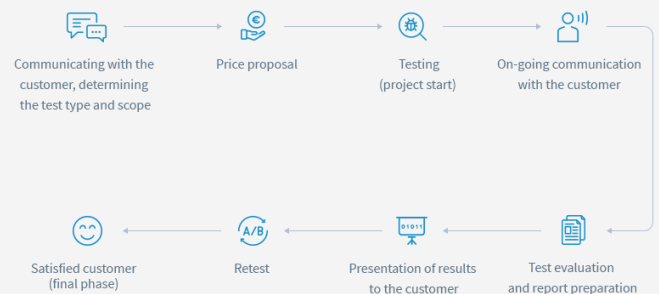 Communicating with the
customer, determining
the test type and scope
€
Price proposal
Testing
(project start)
On-going communication
with the customer
A/B
01011
Satisfied customer
(final phase)
Retest
Presentation of results
to the customer
Test evaluation
and report preparation